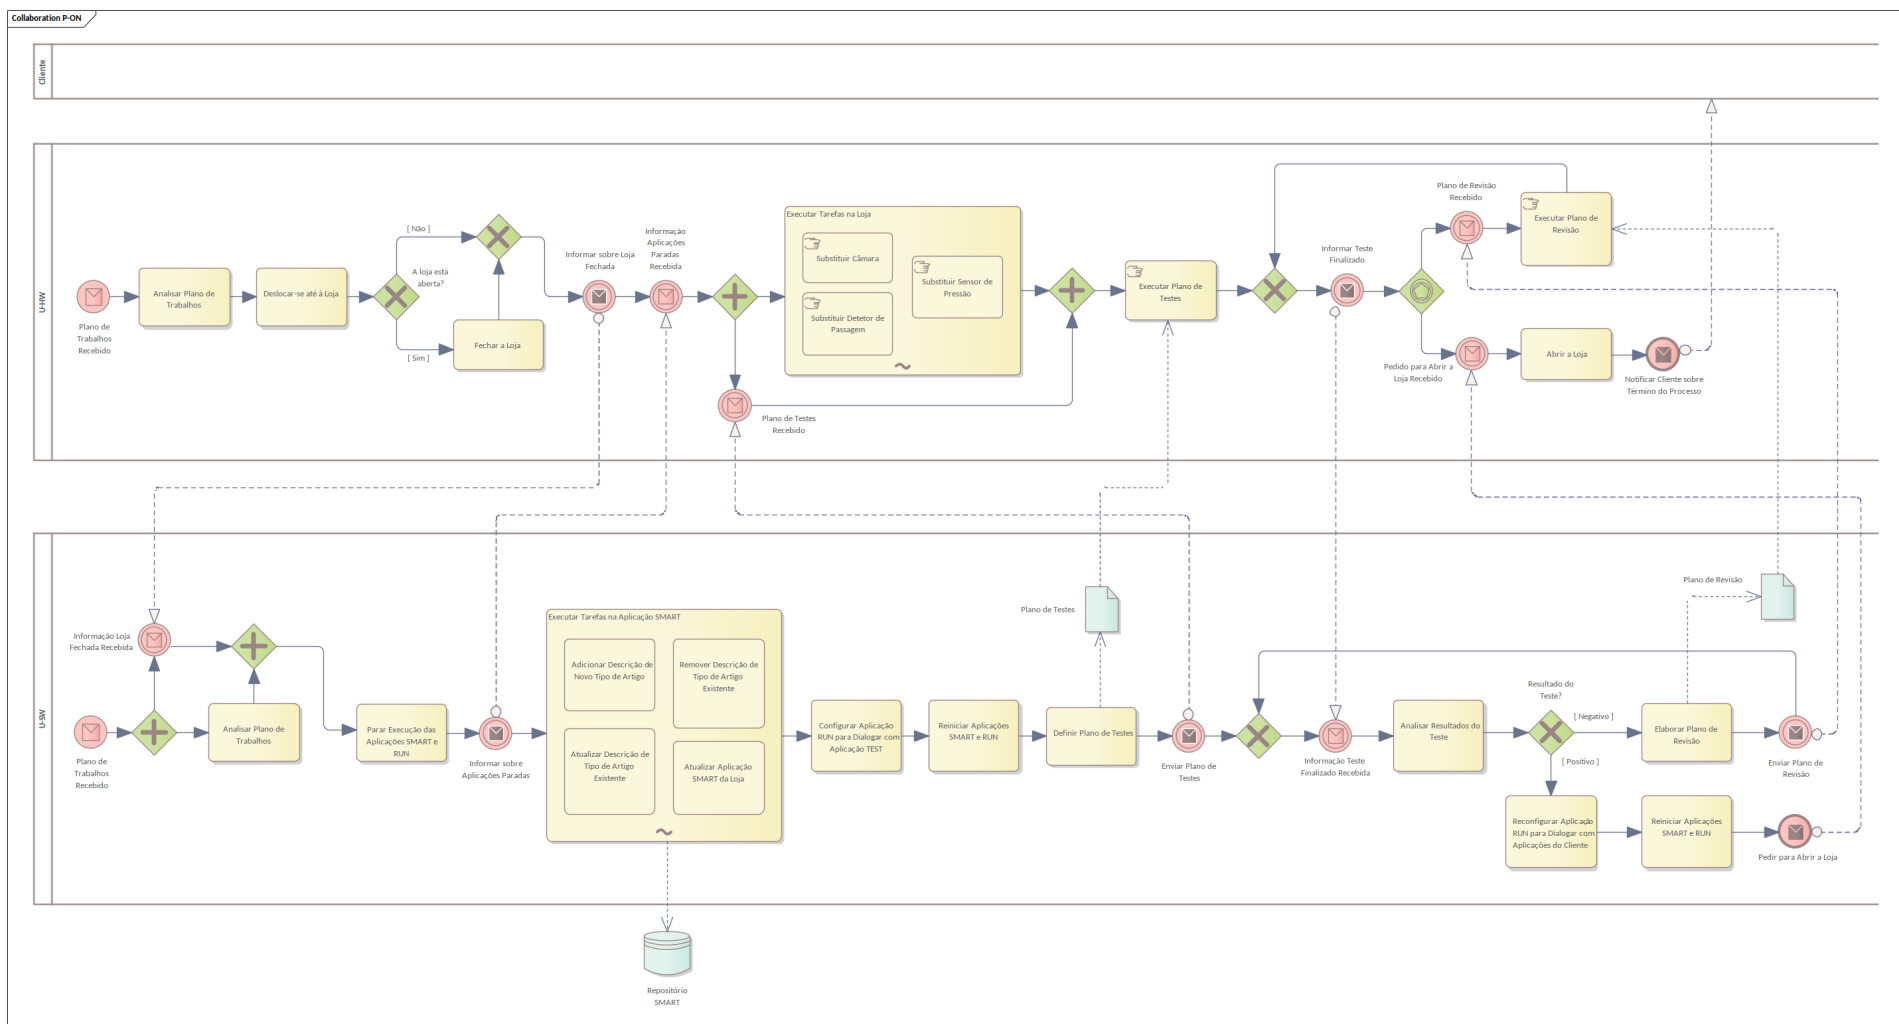 Collaboration P-ON
Cliente
U-HW
Plano de
Trabalhos
Recebido
Analisar Plano de
Trabalhos
Deslocar-se até à Loja
A loja está
aberta?
[ Não ]
[ Sim ]
Fechar a Loja
Informar sobre Loja
Fechada
Informação
Aplicações
Paradas
Recebida
Executar Tarefas na Loja
Substituir Câmara
Substituir Detetor de
Passagem
Substituir Sensor de
Pressão
Plano de Testes
Recebido
Executar Plano de
Testes
Informar Teste
Finalizado
Plano de Revisão
Recebido
Executar Plano de
Revisão
Pedido para Abrir a
Loja Recebido
Abrir a Loja
Notificar Cliente sobre
Término do Processo
U-SW
Informação Loja
Fechada Recebida
Plano de
Trabalhos
Recebido
Analisar Plano de
Trabalhos
Parar Execução das
Aplicações SMART e
RUN
Informar sobre
Aplicações Paradas
Executar Tarefas na Aplicação SMART
Adicionar Descrição de
Novo Tipo de Artigo
Remover Descrição de
Tipo de Artigo
Existente
Atualizar Descrição de
Tipo de Artigo
Existente
Atualizar Aplicação
SMART da Loja
Configurar Aplicação
RUN para Dialogar com
Aplicação TEST
Reiniciar Aplicações
SMART e RUN
Definir Plano de Testes
Plano de Testes
Enviar Plano de
Testes
Informação Teste
Finalizado Recebida
Analisar Resultados do
Teste
Resultado do
Teste?
[ Negativo ]
[ Positivo ]
Elaborar Plano de
Revisão
Plano de Revisão
Enviar Plano de
Revisão
Reconfigurar Aplicação
RUN para Dialogar com
Aplicações do Cliente
Reiniciar Aplicações
SMART e RUN
Pedir para Abrir a Loja
Repositório
SMART